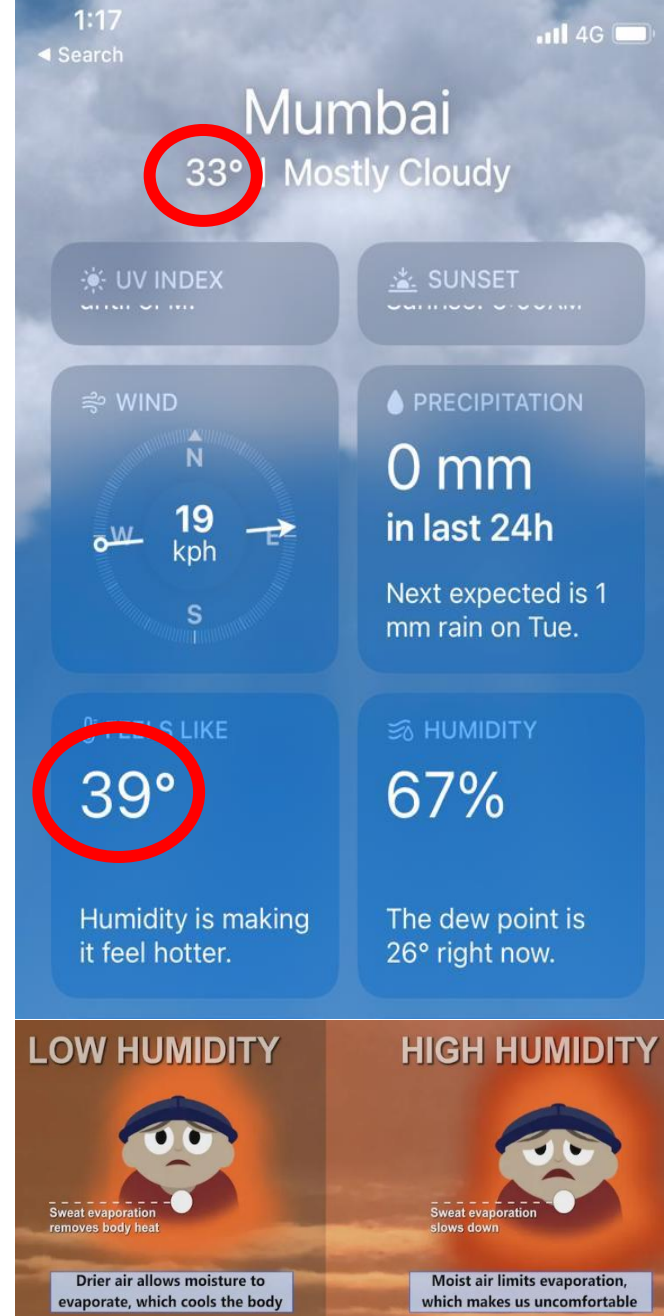 1:17
4G
◄ Search
Mumbai
33° | Mostly Cloudy
UV INDEX
SUNSET
WIND
N
W
19
kph
E
S
PRECIPITATION
0 mm
in last 24h
Next expected is 1
mm rain on Tue.
FEELS LIKE
39°
Humidity is making
it feel hotter.
HUMIDITY
67%
The dew point is
26° right now.
LOW HUMIDITY
Sweat evaporation
removes body heat
Drier air allows moisture to
evaporate, which cools the body
HIGH HUMIDITY
Sweat evaporation
slows down
Moist air limits evaporation,
which makes us uncomfortable